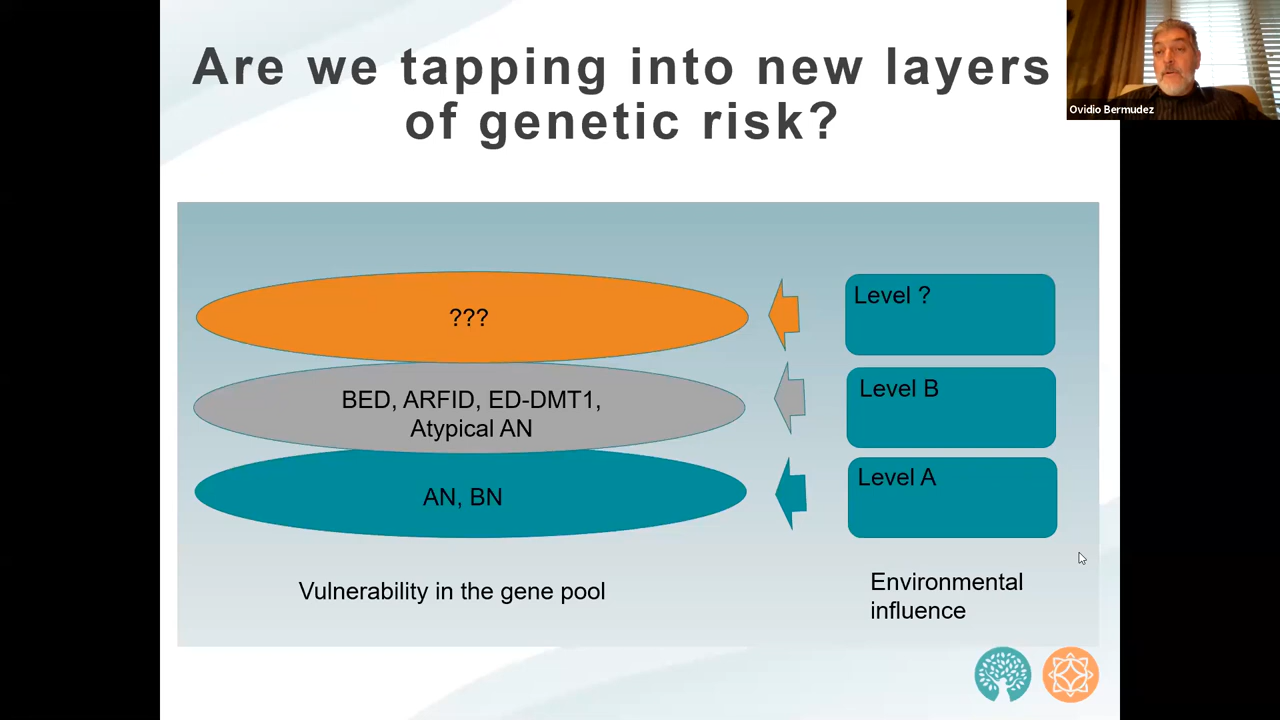 Are we tapping into new layers
of genetic risk?
Ovidio Bermudez
???
Level ?
BED, ARFID, ED-DMT1,
Atypical AN
Level B
AN, BN
Level A
Vulnerability in the gene pool
Environmental
influence